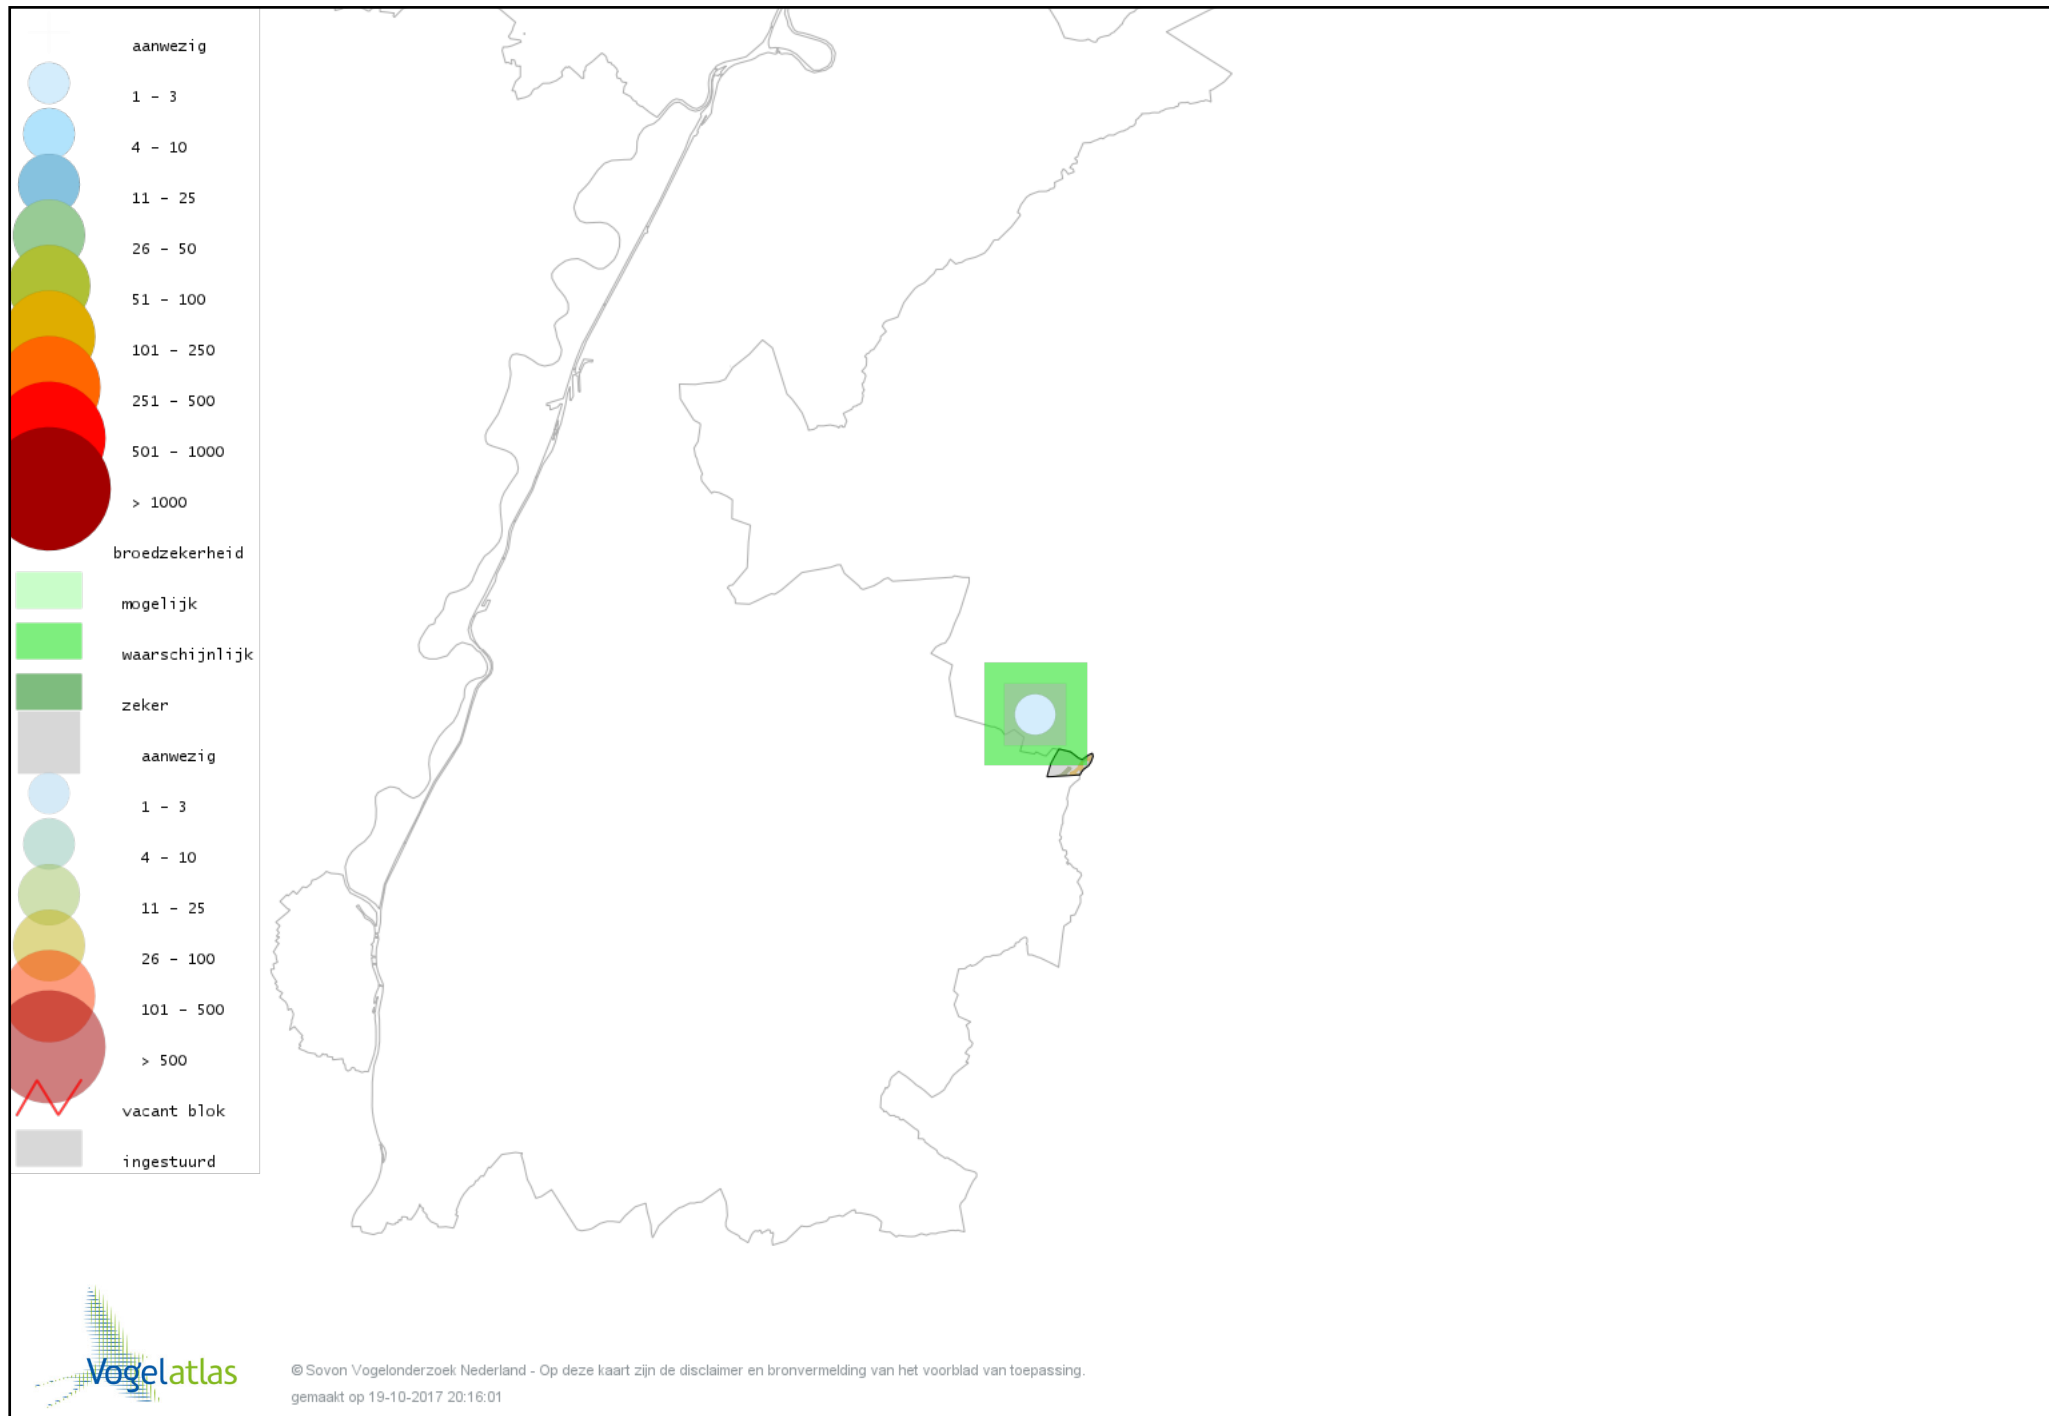 aanwezig
1 - 3
4 - 10
11 - 25
26 - 50
51 - 100
101 - 250
251 - 500
501 - 1000
> 1000
broedzekerheid
mogelijk
waarschijnlijk
zeker
aanwezig
1 - 3
4 - 10
11 - 25
26 - 100
101 - 500
> 500
vacant blok
ingestuurd
Vogelatlas
© Sovon Vogelonderzoek Nederland - Op deze kaart zijn de disclaimer en bronvermelding van het voorblad van toepassing.
gemaakt op 19-10-2017 20:16:01